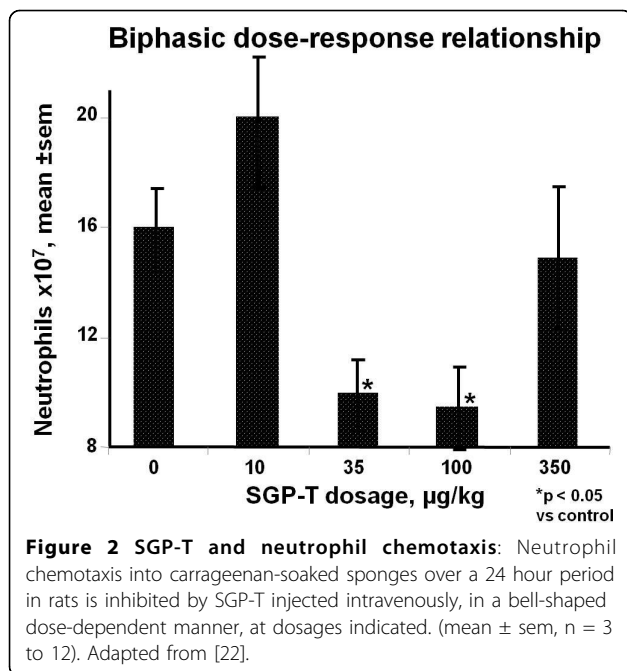 Biphasic dose-response relationship
Neutrophils x10⁷, mean ±sem
20
16
12
8
*
*
0 10 35 100 350
SGP-T dosage, µg/kg
*p < 0.05
vs control
Figure 2 SGP-T and neutrophil chemotaxis: Neutrophil
chemotaxis into carrageenan-soaked sponges over a 24 hour period
in rats is inhibited by SGP-T injected intravenously, in a bell-shaped
dose-dependent manner, at dosages indicated. (mean ± sem, n = 3
to 12). Adapted from [22].